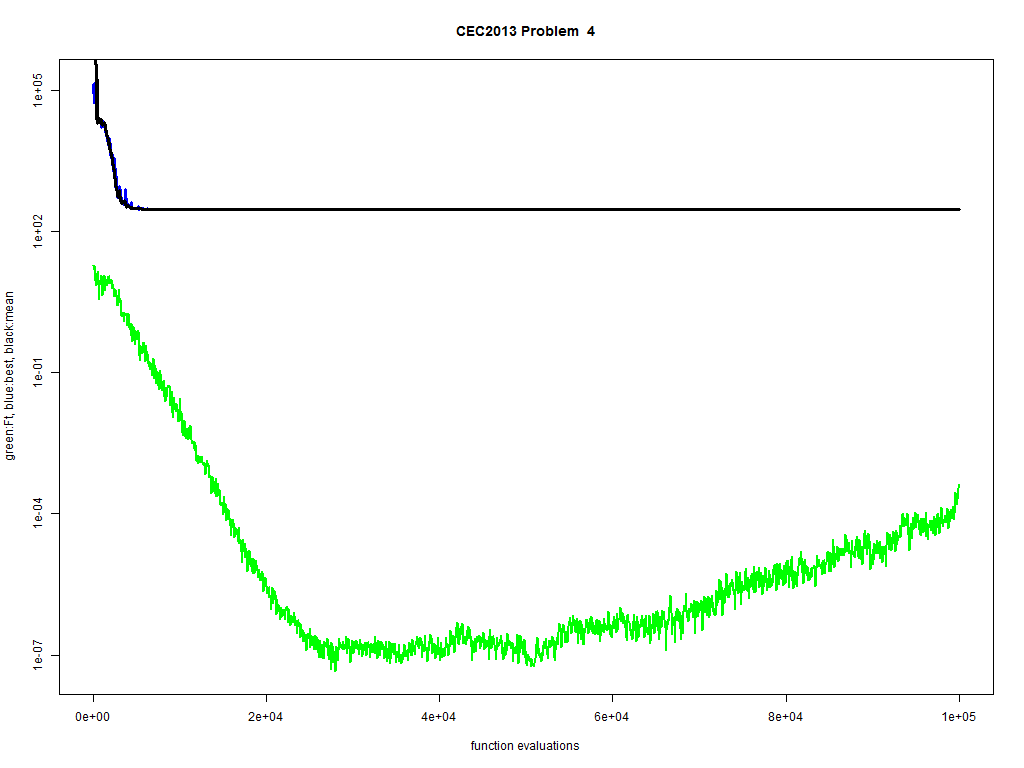 CEC2013 Problem  4
green:Ft, blue:best, black:mean
1e+05
1e+02
1e-01
1e-04
1e-07
0e+00
2e+04
4e+04
6e+04
8e+04
1e+05
function evaluations